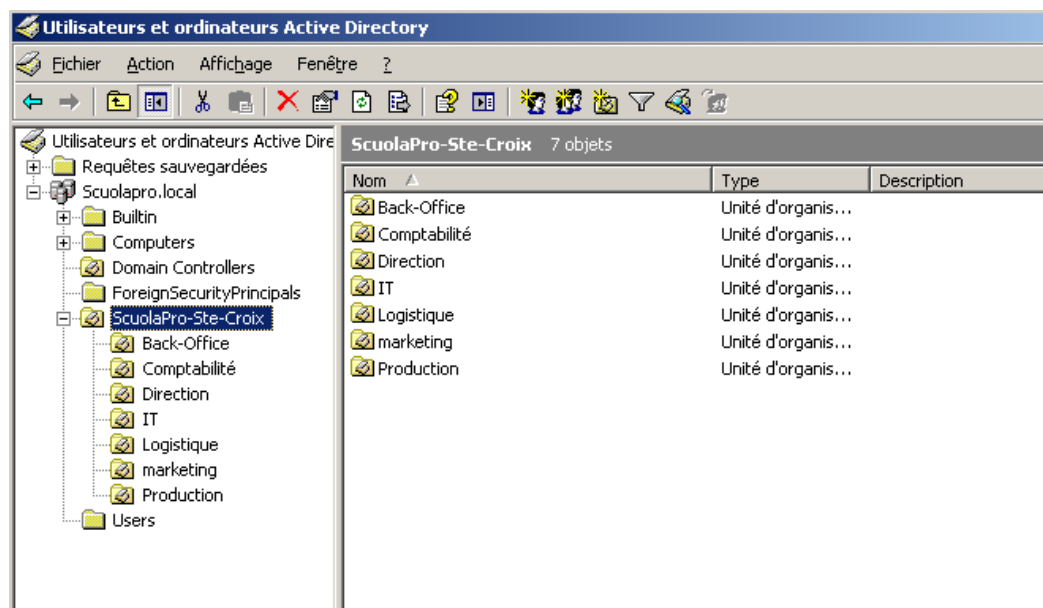 Utilisateurs et ordinateurs Active Directory
Fichier Action Affichage Fenêtre ?
Utilisateurs et ordinateurs Active Dire
Requêtes sauvegardées
Scuolapro.local
Builtin
Computers
Domain Controllers
ForeignSecurityPrincipals
ScuolaPro-Ste-Croix
Back-Office
Comptabilité
Direction
IT
Logistique
marketing
Production
Users
ScuolaPro-Ste-Croix 7 objets
Nom Type Description
Back-Office Unité d'organis...
Comptabilité Unité d'organis...
Direction Unité d'organis...
IT Unité d'organis...
Logistique Unité d'organis...
marketing Unité d'organis...
Production Unité d'organis...